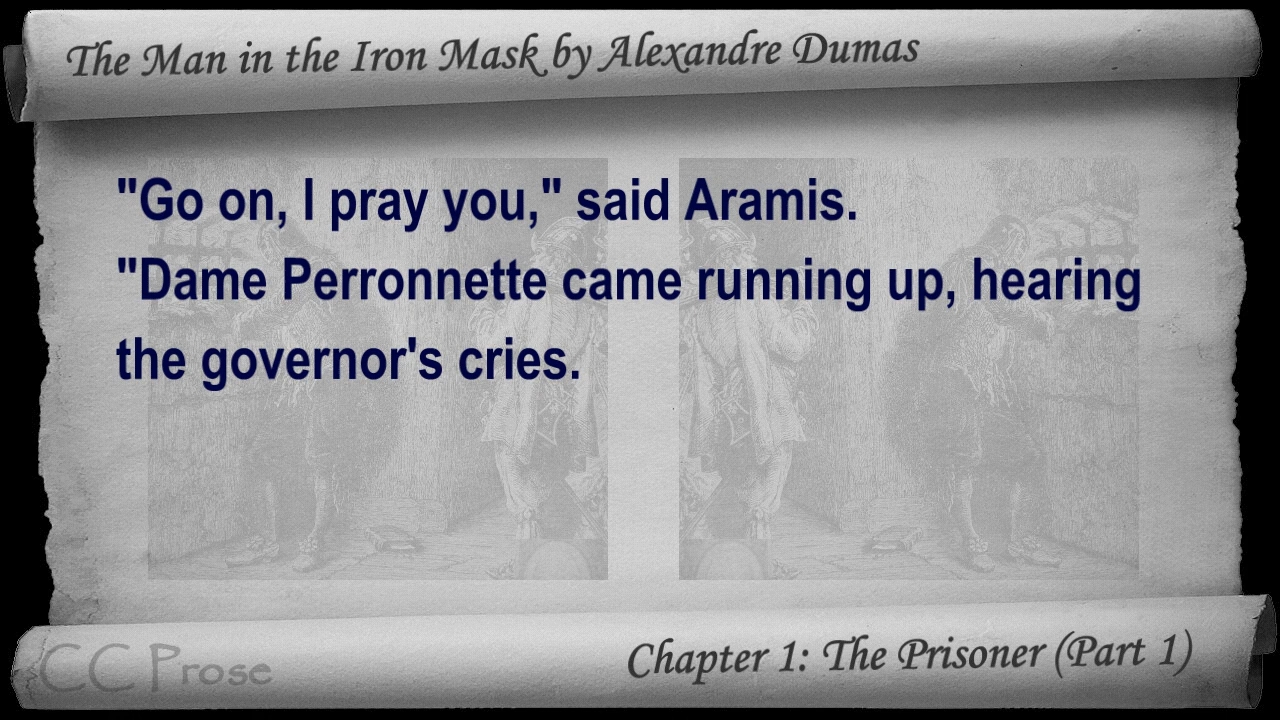 The Man in the Iron Mask by Alexandre Dumas
"Go on, I pray you," said Aramis.
"Dame Perronnette came running up, hearing
the governor's cries.
CC Prose
Chapter 1: The Prisoner (Part 1)